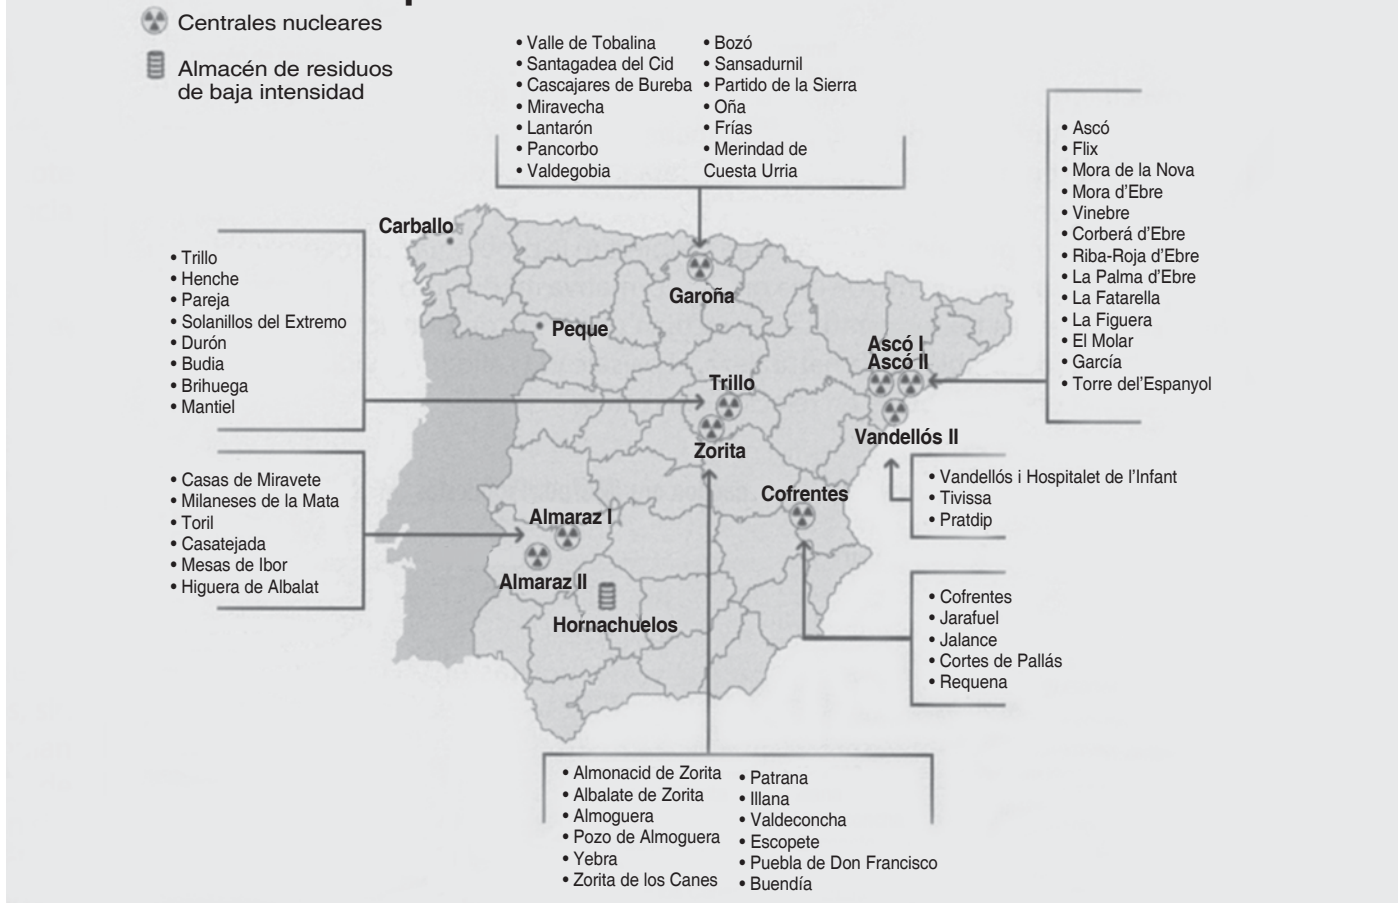 Centrales nucleares
Almacén de residuos
de baja intensidad
• Valle de Tobalina
• Santagadea del Cid
• Cascajares de Bureba
• Miravecha
• Lantarón
• Pancorbo
• Valdegobia
• Bozó
• Sansadurnil
• Partido de la Sierra
• Oña
• Frías
• Merindad de
Cuesta Urria
• Ascó
• Flix
• Mora de la Nova
• Mora d’Ebre
• Vinebre
• Corberá d’Ebre
• Riba-Roja d’Ebre
• La Palma d’Ebre
• La Fatarella
• La Figuera
• El Molar
• García
• Torre del’Espanyol
• Trillo
• Henche
• Pareja
• Solanillos del Extremo
• Durón
• Budia
• Brihuega
• Mantiel
Carballo
Garoña
Peque
Ascó I
Ascó II
Trillo
Vandellós II
Zorita
• Casas de Miravete
• Milaneses de la Mata
• Toril
• Casatejada
• Mesas de Ibor
• Higuera de Albalat
• Vandellós i Hospitalet de l’Infant
• Tivissa
• Pratdip
Cofrentes
Almaraz I
Almaraz II
Hornachuelos
• Cofrentes
• Jarafuel
• Jalance
• Cortes de Pallás
• Requena
• Almonacid de Zorita
• Albalate de Zorita
• Almoguera
• Pozo de Almoguera
• Yebra
• Zorita de los Canes
• Patrana
• Illana
• Valdeconcha
• Escopete
• Puebla de Don Francisco
• Buendía